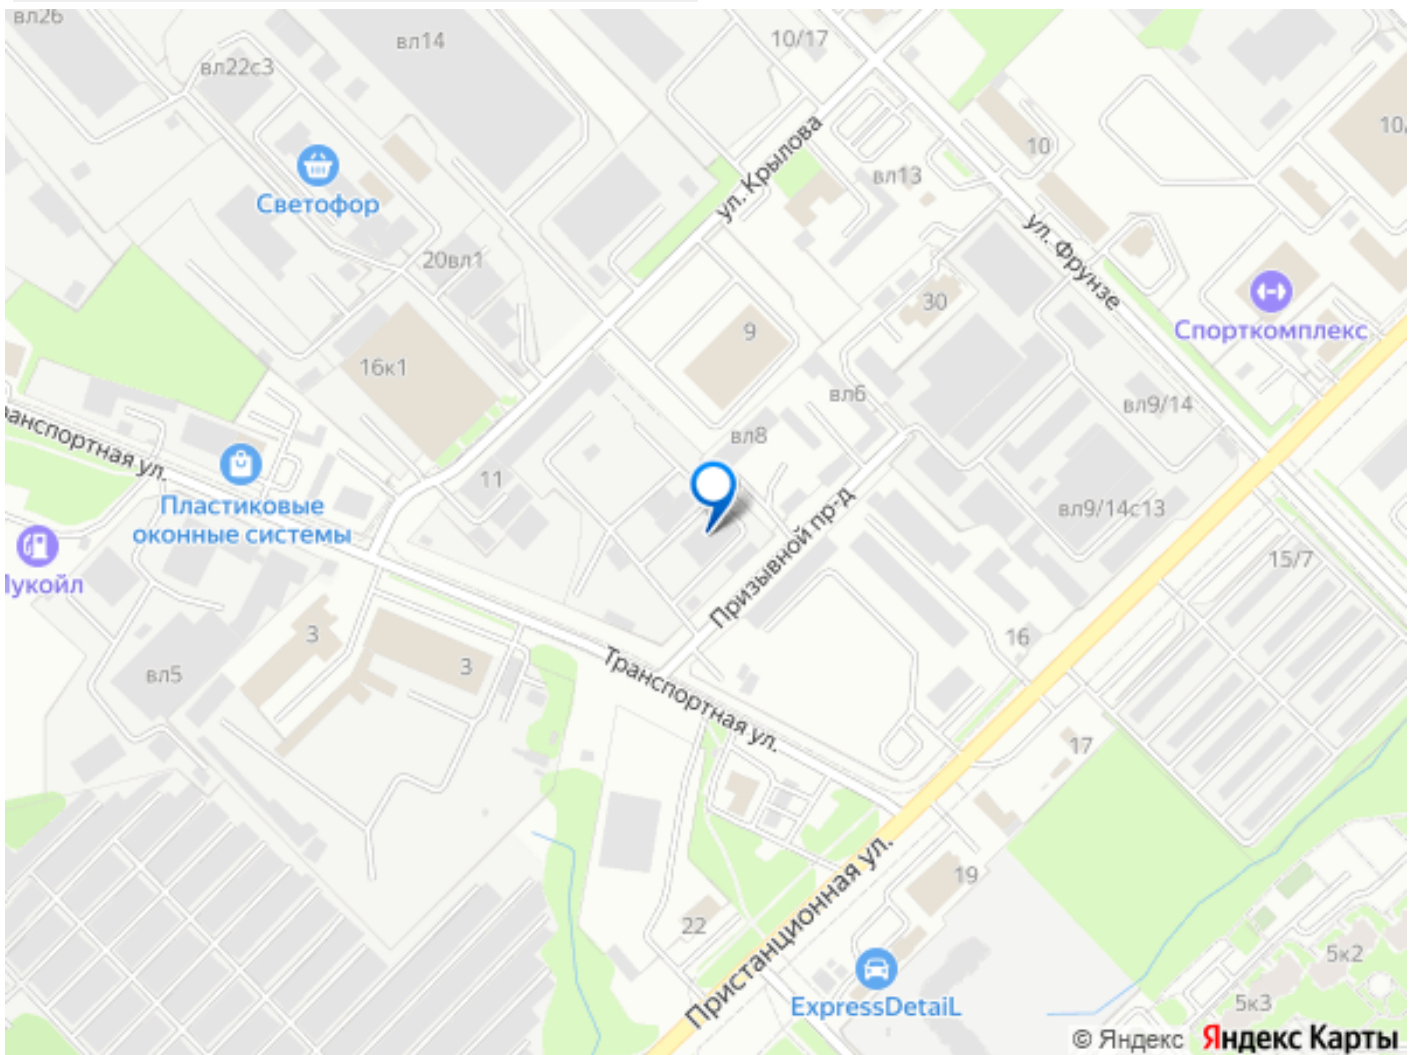 вл26
вл14
10/17
вл22с3
10
вл13
ул. Крылова
Светофор
20вл1
ул. Фрунзе
30
9
Спорткомплекс
16к1
вл6
вл9/14
вл8
11
Пластиковые
оконные системы
вл9/14с13
Призывной пр-д
15/7
3
3
16
вл5
Транспортная ул.
17
19
22
Пристанционная ул.
5к2
ExpressDetaiL
5к3
© Яндекс
Яндекс Карты